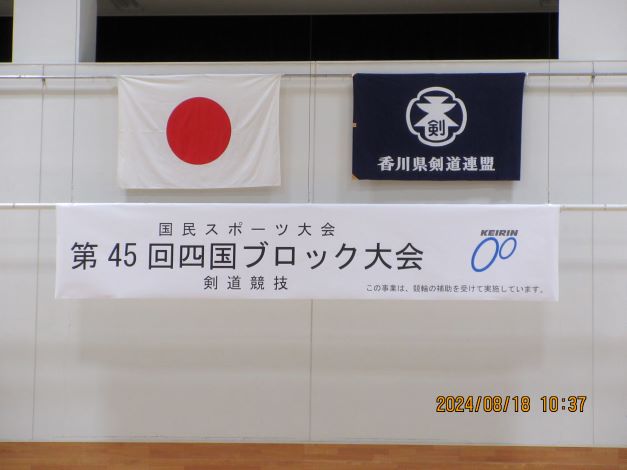 剣
香川県剣道連盟
国民スポーツ大会
第45回四国ブロック大会
剣道競技
KEIRIN
この事業は、競輪の補助を受けて実施しています。
2024/08/18 10:37